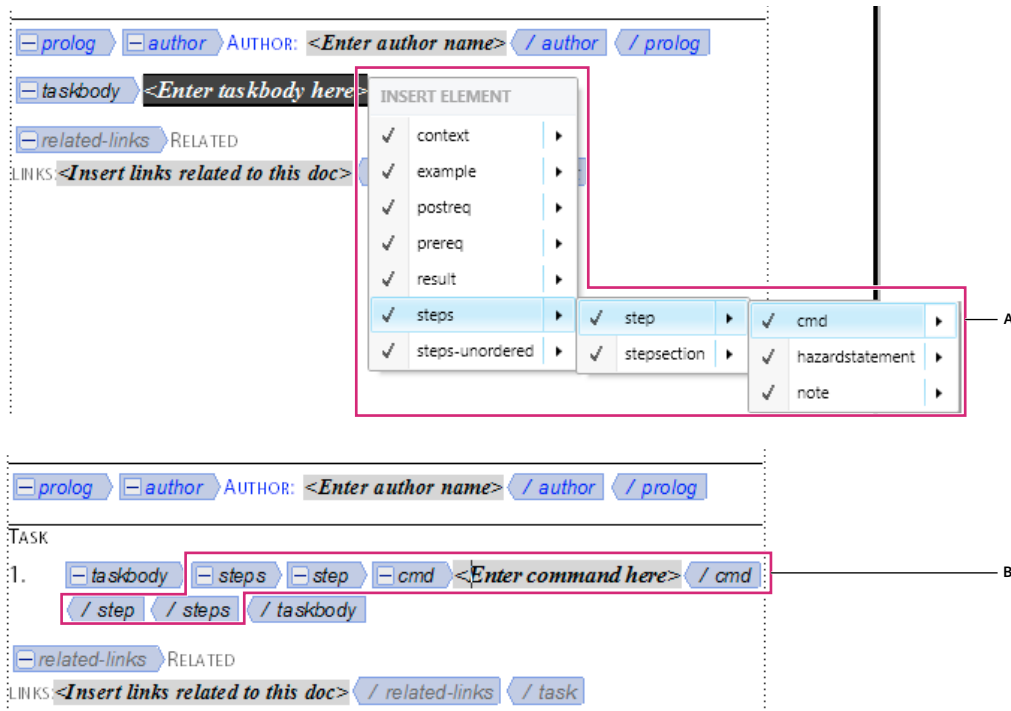 prolog author AUTHOR: <Enter author name> / author / prolog
taskbody <Enter taskbody here>
INSERT ELEMENT
related-links RELATED
LINKS: <Insert links related to this doc>
context
example
postreq
prereq
result
steps
steps-unordered
step
stepsection
cmd
hazardstatement
note
A
prolog author AUTHOR: <Enter author name> / author / prolog
TASK
1. taskbody steps step cmd <Enter command here> / cmd
B
/ step / steps / taskbody
related-links RELATED
LINKS: <Insert links related to this doc> / related-links / task